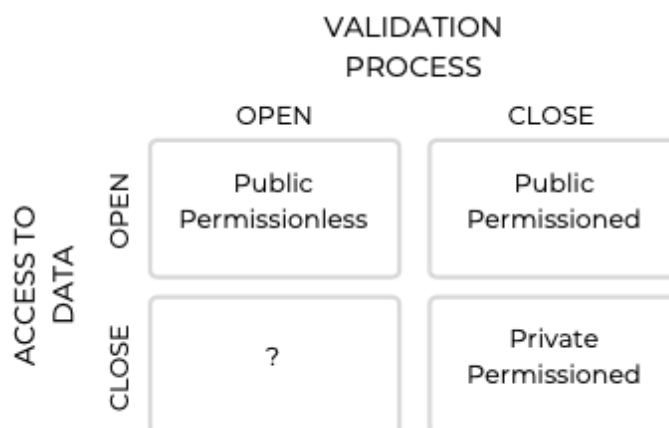 VALIDATION
PROCESS
OPEN
CLOSE
ACCESS TO
DATA
OPEN
Public
Permissionless
Public
Permissioned
CLOSE
?
Private
Permissioned